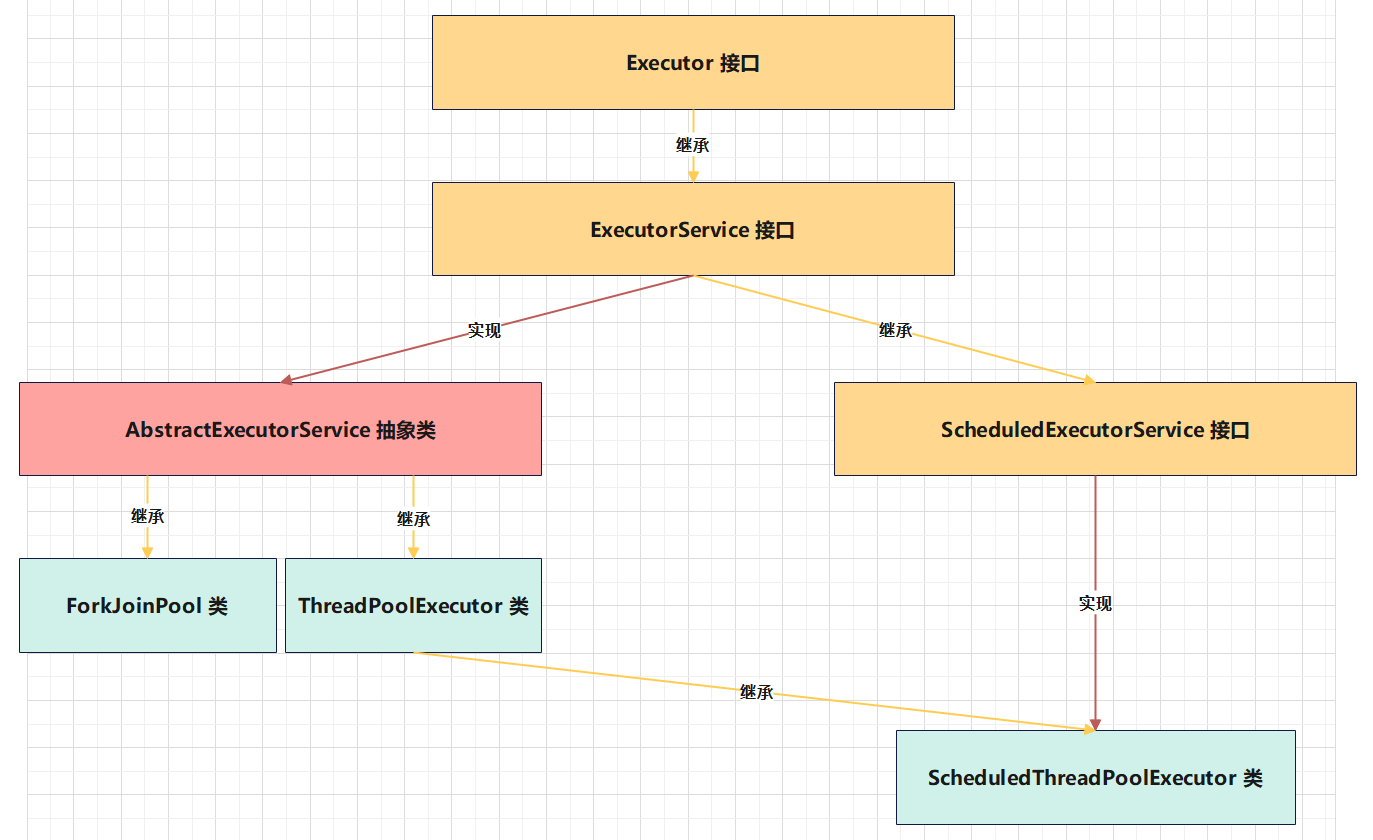 Executor 接口
继承
ExecutorService 接口
实现
继承
AbstractExecutorService 抽象类
ScheduledExecutorService 接口
继承
继承
ForkJoinPool 类
ThreadPoolExecutor 类
实现
继承
ScheduledThreadPoolExecutor 类